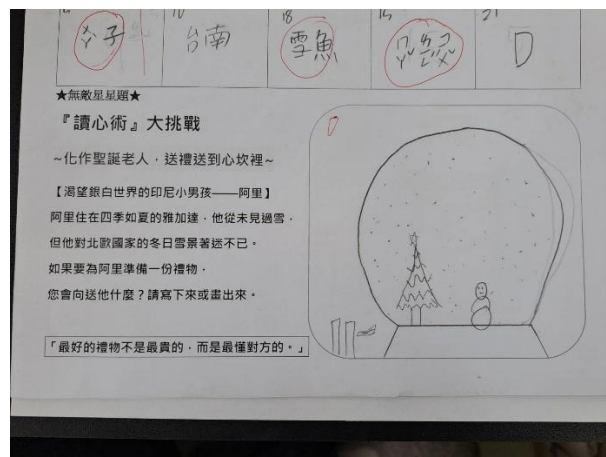 18
21
台南
雪魚
D
★無敵星星題★
『讀心術』大挑戰
~化作聖誕老人，送禮送到心坎裡~
【渴望銀白世界的印尼小男孩——阿里】
阿里住在四季如夏的雅加達，他從未見過雪，
但他對北歐國家的冬日雪景著迷不已。
如果要為阿里準備一份禮物，
您會向送他什麼？請寫下來或畫出來。
「最好的禮物不是最貴的，而是最懂對方的。」